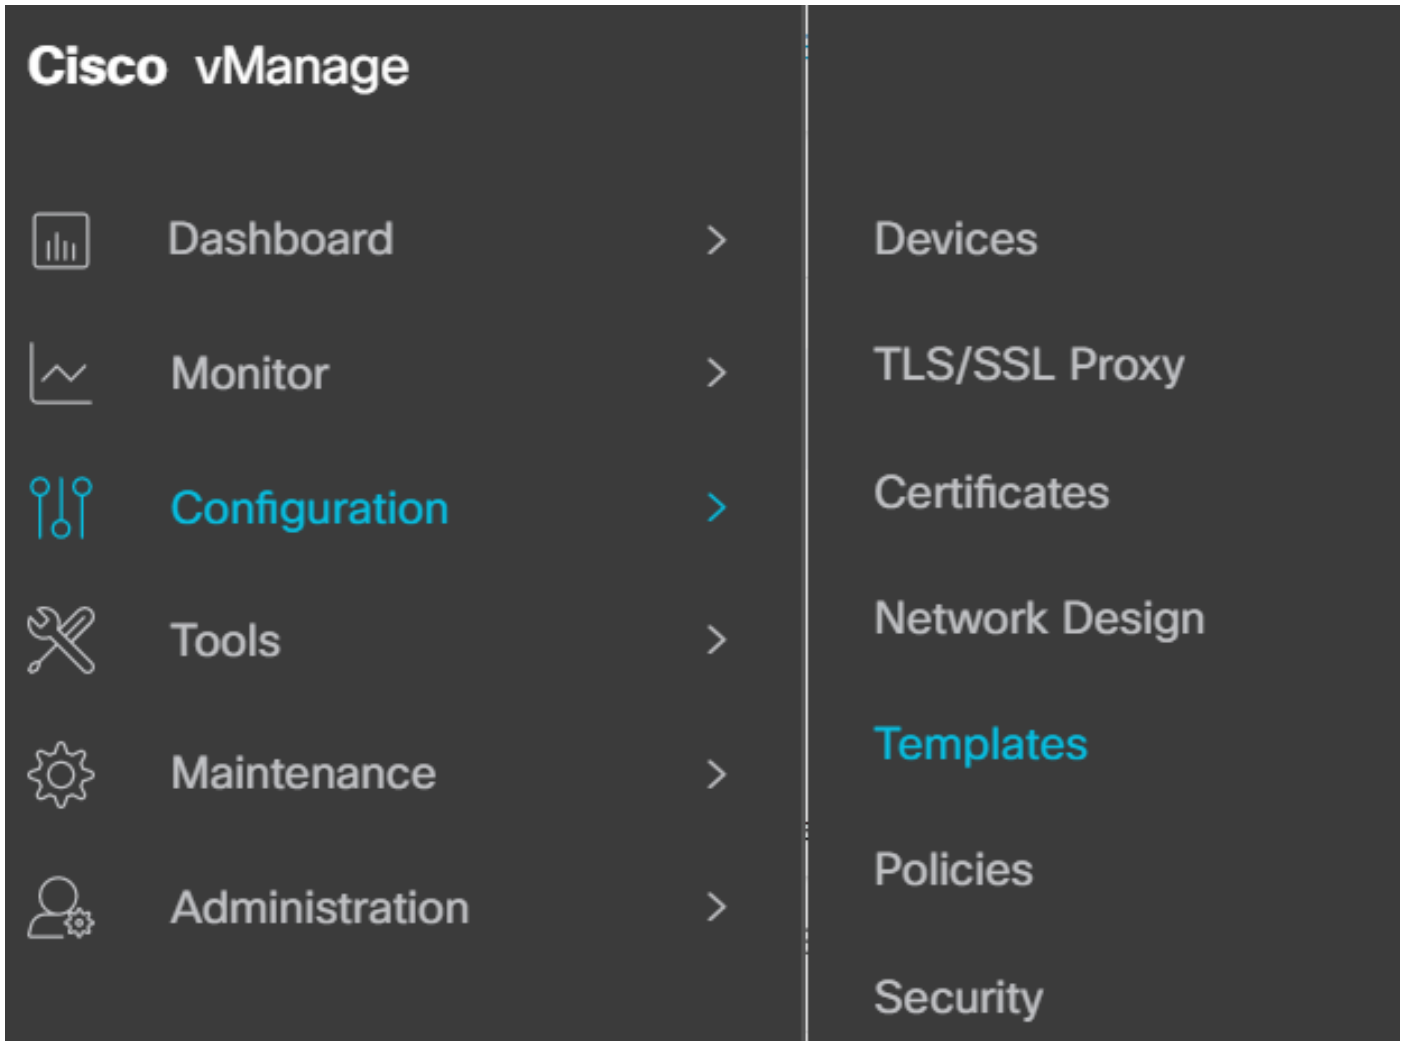 Cisco vManage
Dashboard
Monitor
Configuration
Tools
Maintenance
Administration
Devices
TLS/SSL Proxy
Certificates
Network Design
Templates
Policies
Security